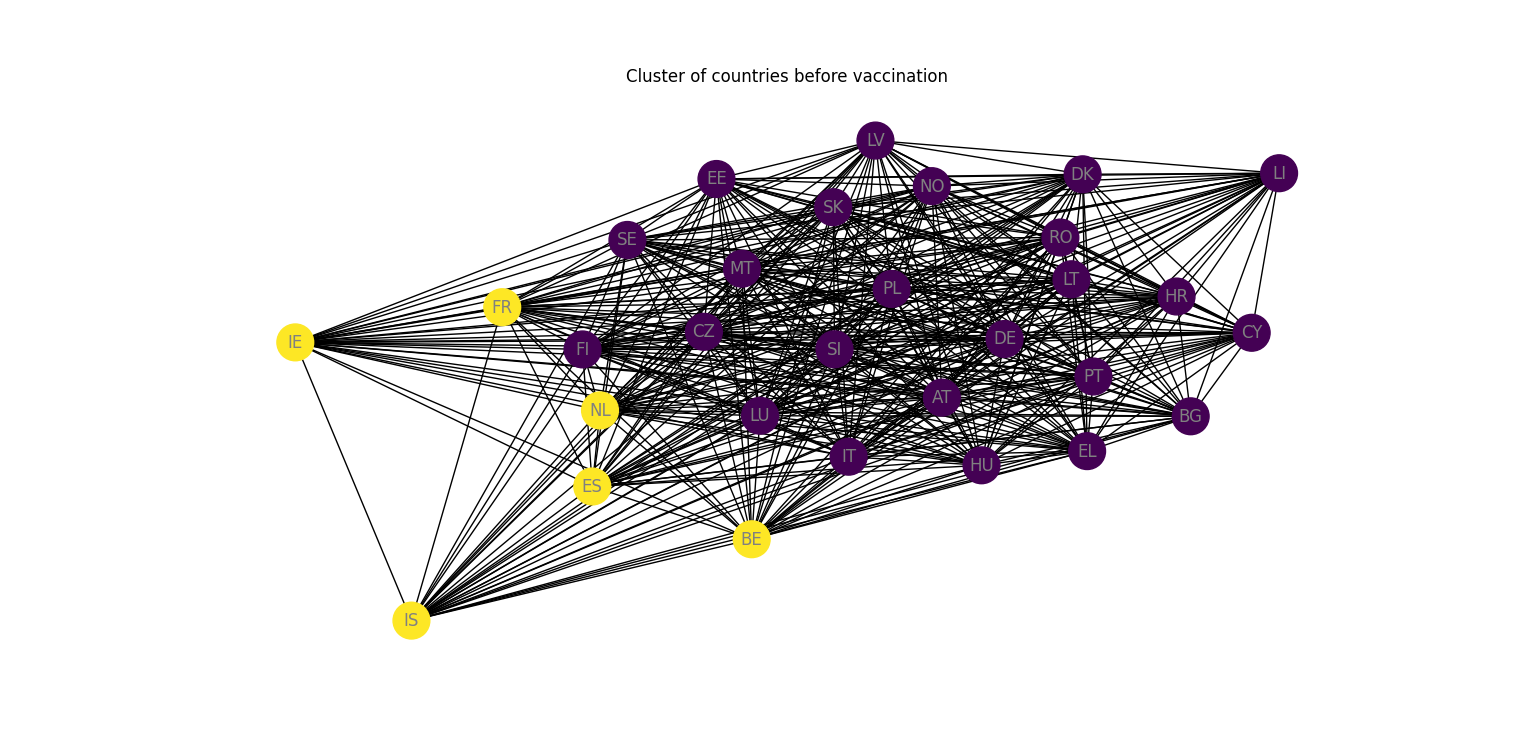 Cluster of countries before vaccination
LV
LI
DK
EE
NO
SK
RO
SE
MT
LT
PL
HR
FR
CZ
CY
DE
IE
FI
SI
PT
AT
NL
LU
BG
EL
IT
HU
ES
BE
IS